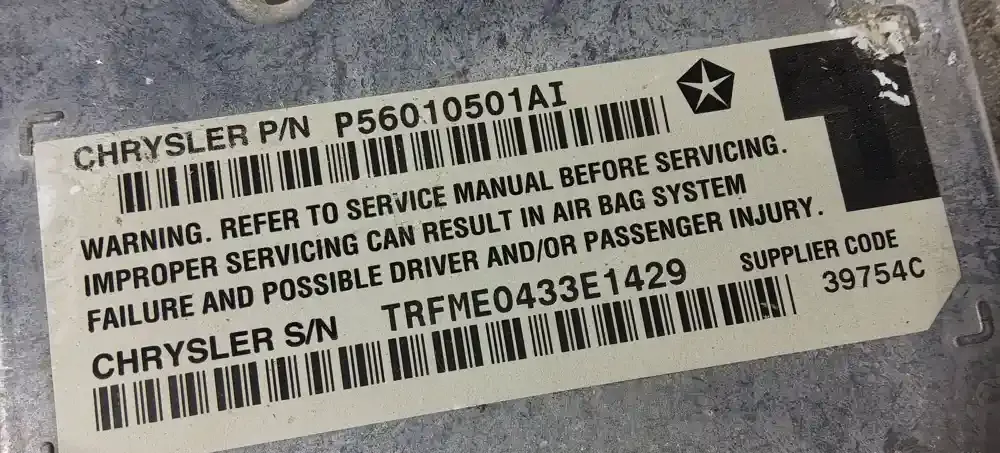 CHRYSLER P/N P56010501AI
WARNING. REFER TO SERVICE MANUAL BEFORE SERVICING.
IMPROPER SERVICING CAN RESULT IN AIR BAG SYSTEM
FAILURE AND POSSIBLE DRIVER AND/OR PASSENGER INJURY.
CHRYSLER S/N TRFME0433E1429
SUPPLIER CODE
39754C